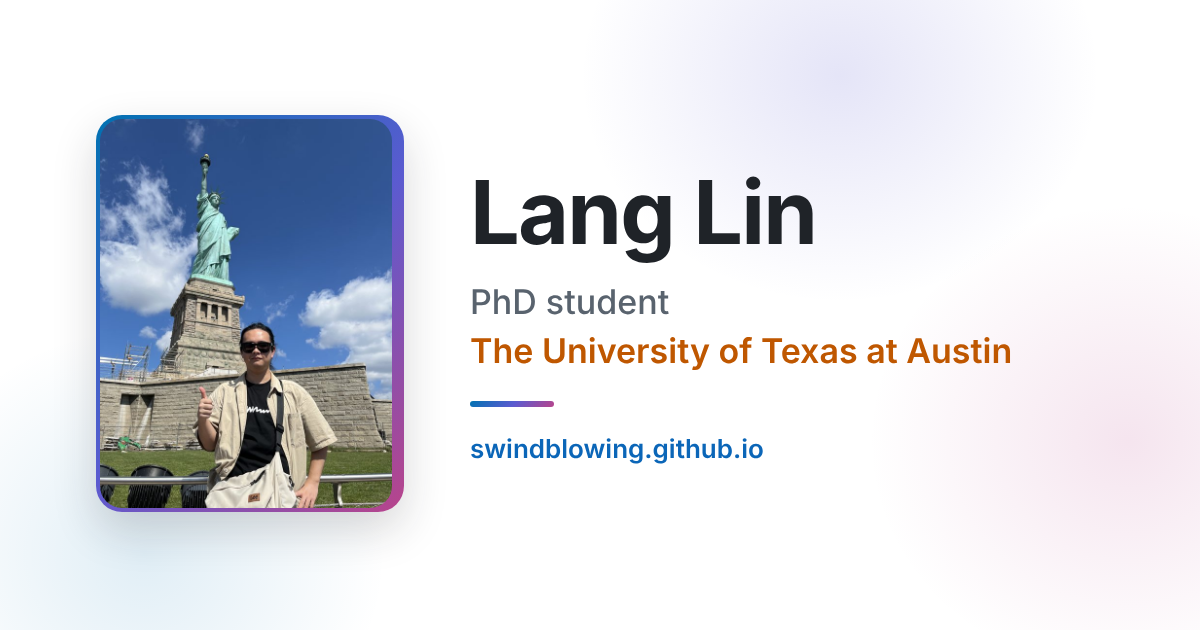 Lang Lin
PhD student
The University of Texas at Austin
swindblowing.github.io